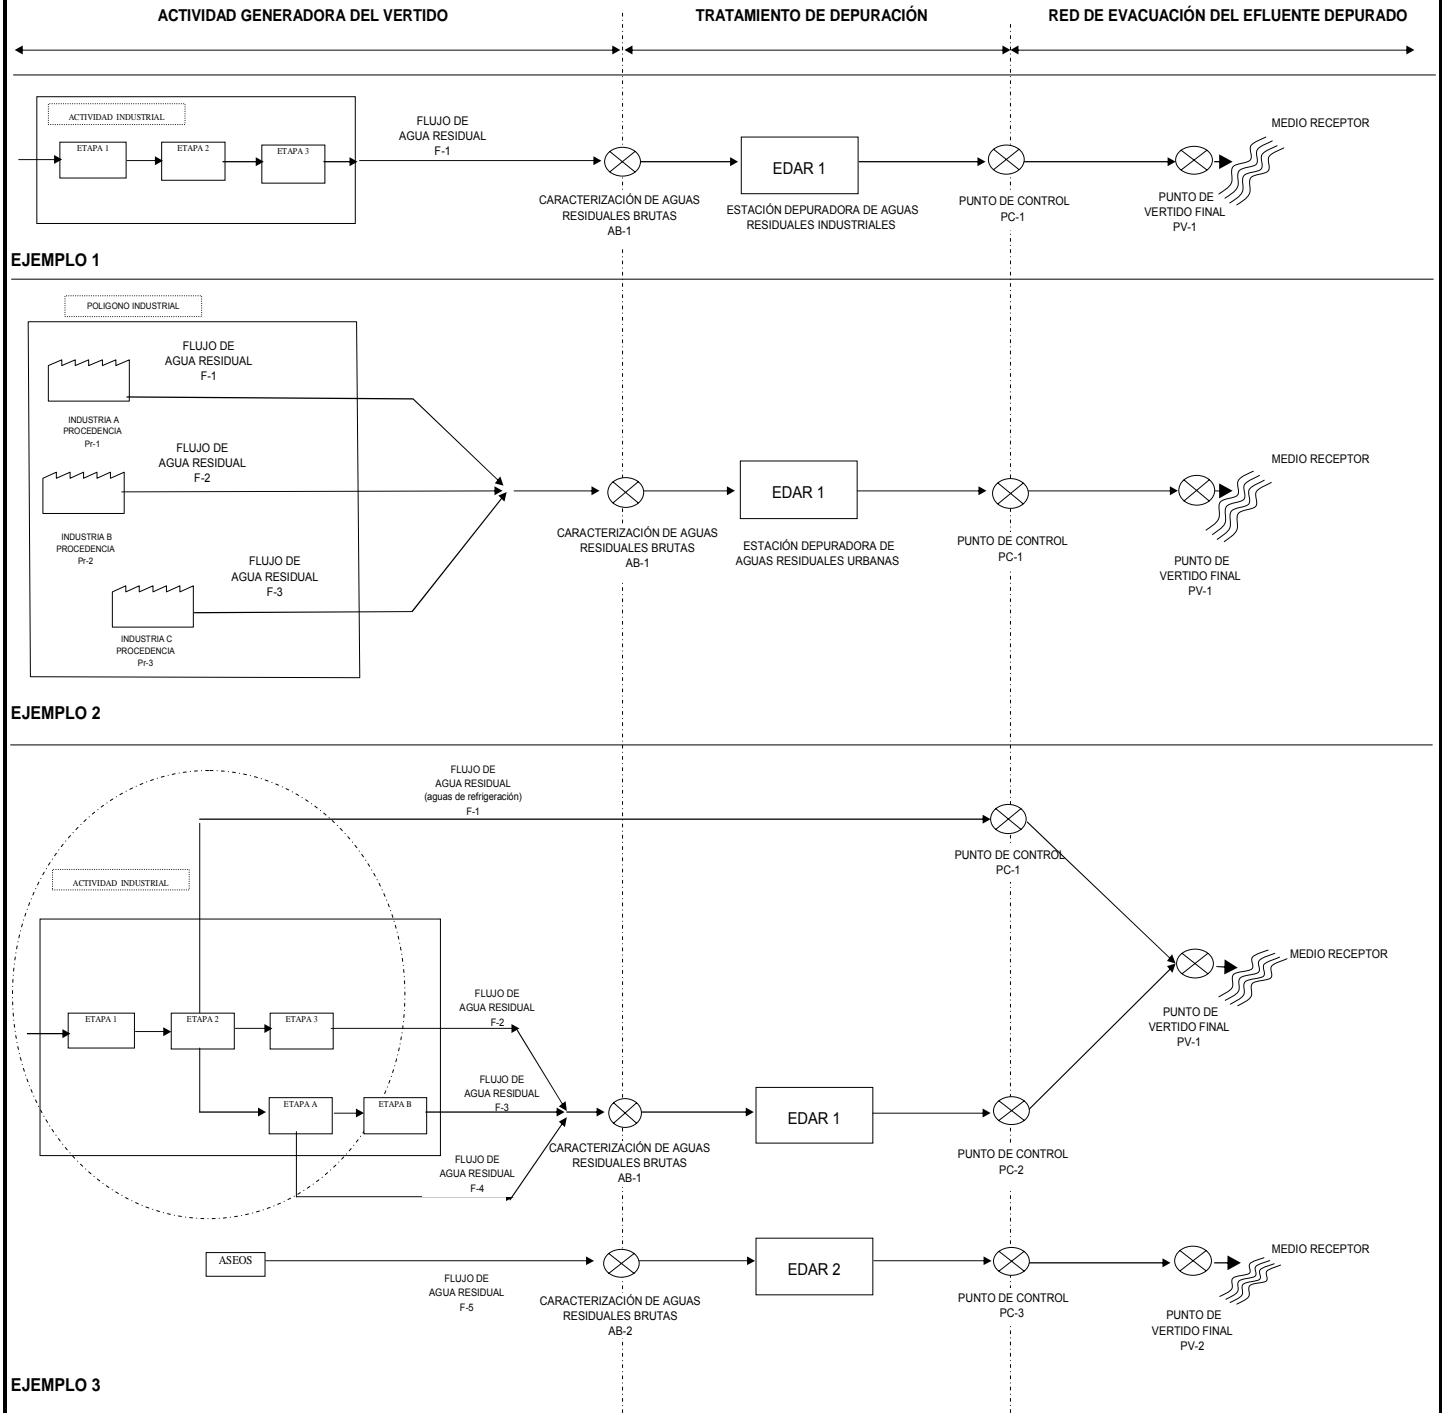 ACTIVIDAD GENERADORA DEL VERTIDO
TRATAMIENTO DE DEPURACIÓN
RED DE EVACUACIÓN DEL EFLUENTE DEPURADO
ACTIVIDAD INDUSTRIAL
ETAPA 1
ETAPA 2
ETAPA 3
FLUJO DE
AGUA RESIDUAL
F-1
CARACTERIZACIÓN DE AGUAS
RESIDUALES BRUTAS
AB-1
EDAR 1
ESTACIÓN DEPURADORA DE AGUAS
RESIDUALES INDUSTRIALES
PUNTO DE CONTROL
PC-1
MEDIO RECEPTOR
PUNTO DE
VERTIDO FINAL
PV-1
EJEMPLO 1
POLIGONO INDUSTRIAL
FLUJO DE
AGUA RESIDUAL
F-1
INDUSTRIA A
PROCEDENCIA
Pr-1
FLUJO DE
AGUA RESIDUAL
F-2
INDUSTRIA B
PROCEDENCIA
Pr-2
FLUJO DE
AGUA RESIDUAL
F-3
INDUSTRIA C
PROCEDENCIA
Pr-3
CARACTERIZACIÓN DE AGUAS
RESIDUALES BRUTAS
AB-1
EDAR 1
ESTACIÓN DEPURADORA DE
AGUAS RESIDUALES URBANAS
PUNTO DE CONTROL
PC-1
MEDIO RECEPTOR
PUNTO DE
VERTIDO FINAL
PV-1
EJEMPLO 2
FLUJO DE
AGUA RESIDUAL
(aguas de refrigeración)
F-1
PUNTO DE CONTROL
PC-1
ACTIVIDAD INDUSTRIAL
ETAPA 1
ETAPA 2
ETAPA 3
ETAPA A
ETAPA B
FLUJO DE
AGUA RESIDUAL
F-2
FLUJO DE
AGUA RESIDUAL
F-3
FLUJO DE
AGUA RESIDUAL
F-4
CARACTERIZACIÓN DE AGUAS
RESIDUALES BRUTAS
AB-1
EDAR 1
PUNTO DE CONTROL
PC-2
MEDIO RECEPTOR
PUNTO DE
VERTIDO FINAL
PV-1
ASEOS
FLUJO DE
AGUA RESIDUAL
F-5
CARACTERIZACIÓN DE AGUAS
RESIDUALES BRUTAS
AB-2
EDAR 2
PUNTO DE CONTROL
PC-3
MEDIO RECEPTOR
PUNTO DE
VERTIDO FINAL
PV-2
EJEMPLO 3